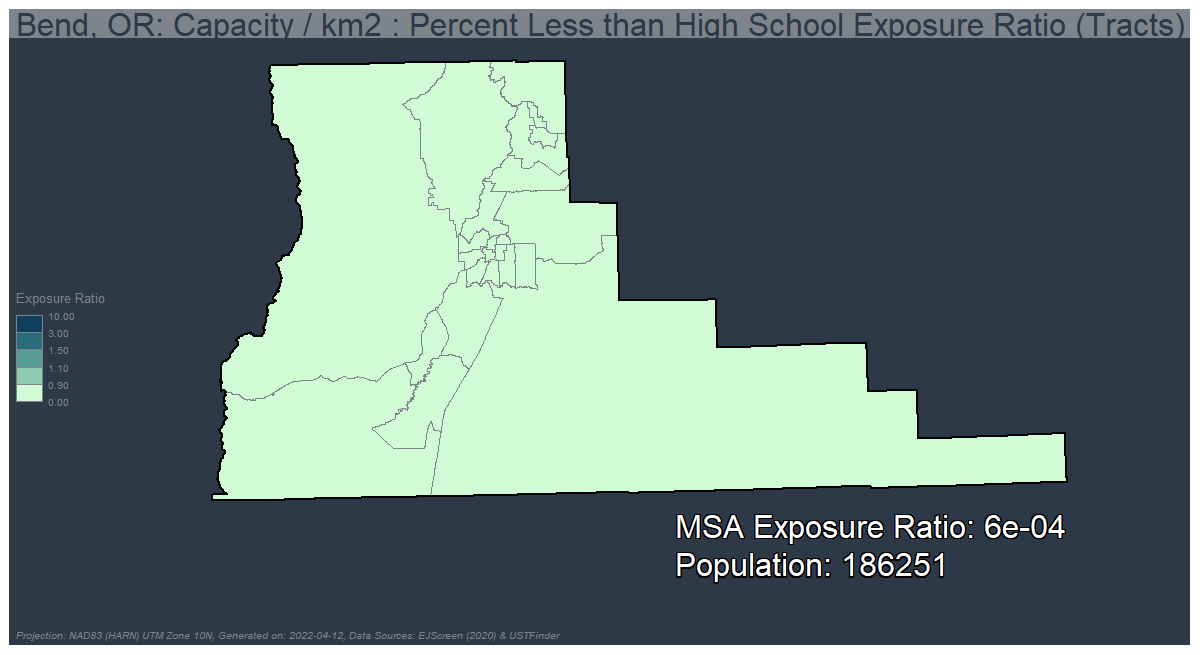 Bend, OR: Capacity / km2 : Percent Less than High School Exposure Ratio (Tracts)
Exposure Ratio
10.00
3.00
1.50
1.10
0.90
0.00
MSA Exposure Ratio: 6e-04
Population: 186251
Projection: NAD83 (HARN) UTM Zone 10N, Generated on: 2022-04-12, Data Sources: EJScreen (2020) & USTFinder